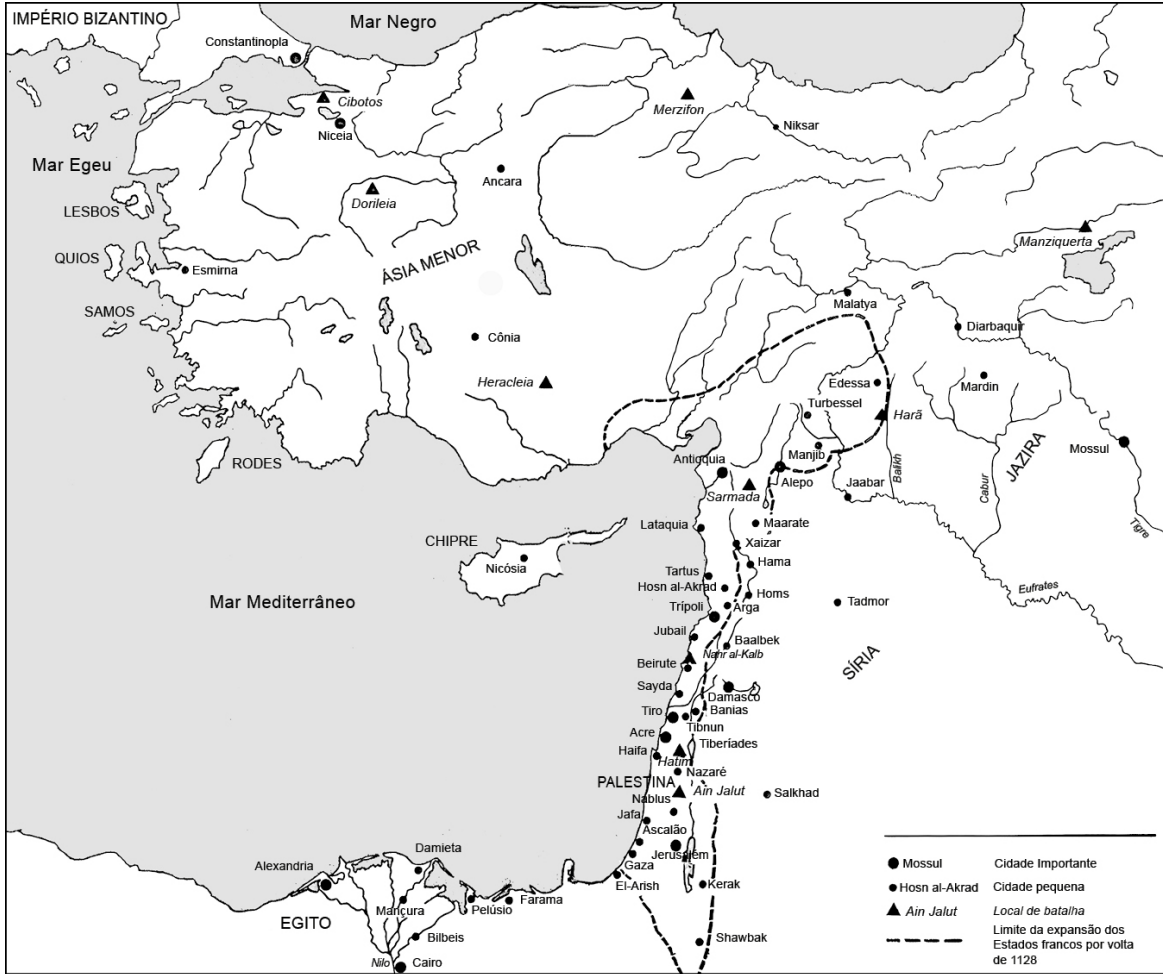 IMPÉRIO BIZANTINO
Mar Negro
Constantinopla
Cibotos
Niceia
Merzifon
Niksar
Mar Egeu
Ancara
Dorileia
LESBOS
Manziquerta
QUIOS
ÁSIA MENOR
Esmirna
SAMOS
Malatya
Diarbaquir
Cônia
Heracleia
Edessa
Mardin
Turbessel
Harã
JAZIRA
Mossul
RODES
Antioquia
Manjib
Alepo
Balikh
Sarmada
Jaabar
Cabur
Tigre
Lataquia
Maarate
CHIPRE
Xaizar
Nicósia
Hama
Tartus
Hosn al-Akrad
Homs
Eufrates
Mar Mediterrâneo
Trípoli
Arga
Tadmor
Jubail
Baalbek
Nahr al-Kalb
Beirute
SÍRIA
Sayda
Damasco
Tiro
Banias
Tibnun
Acre
Tiberíades
Haifa
Hatim
Nazaré
PALESTINA
Ain Jalut
Salkhad
Nablus
Jafa
Ascalão
Jerusalém
Gaza
El-Arish
Kerak
Alexandria
Damieta
Farama
Pelúsio
Mançura
EGITO
Bilbeis
Shawbak
Nilo
Cairo
Mossul Cidade Importante
Hosn al-Akrad Cidade pequena
Ain Jalut Local de batalha
Limite da expansão dos
Estados francos por volta
de 1128